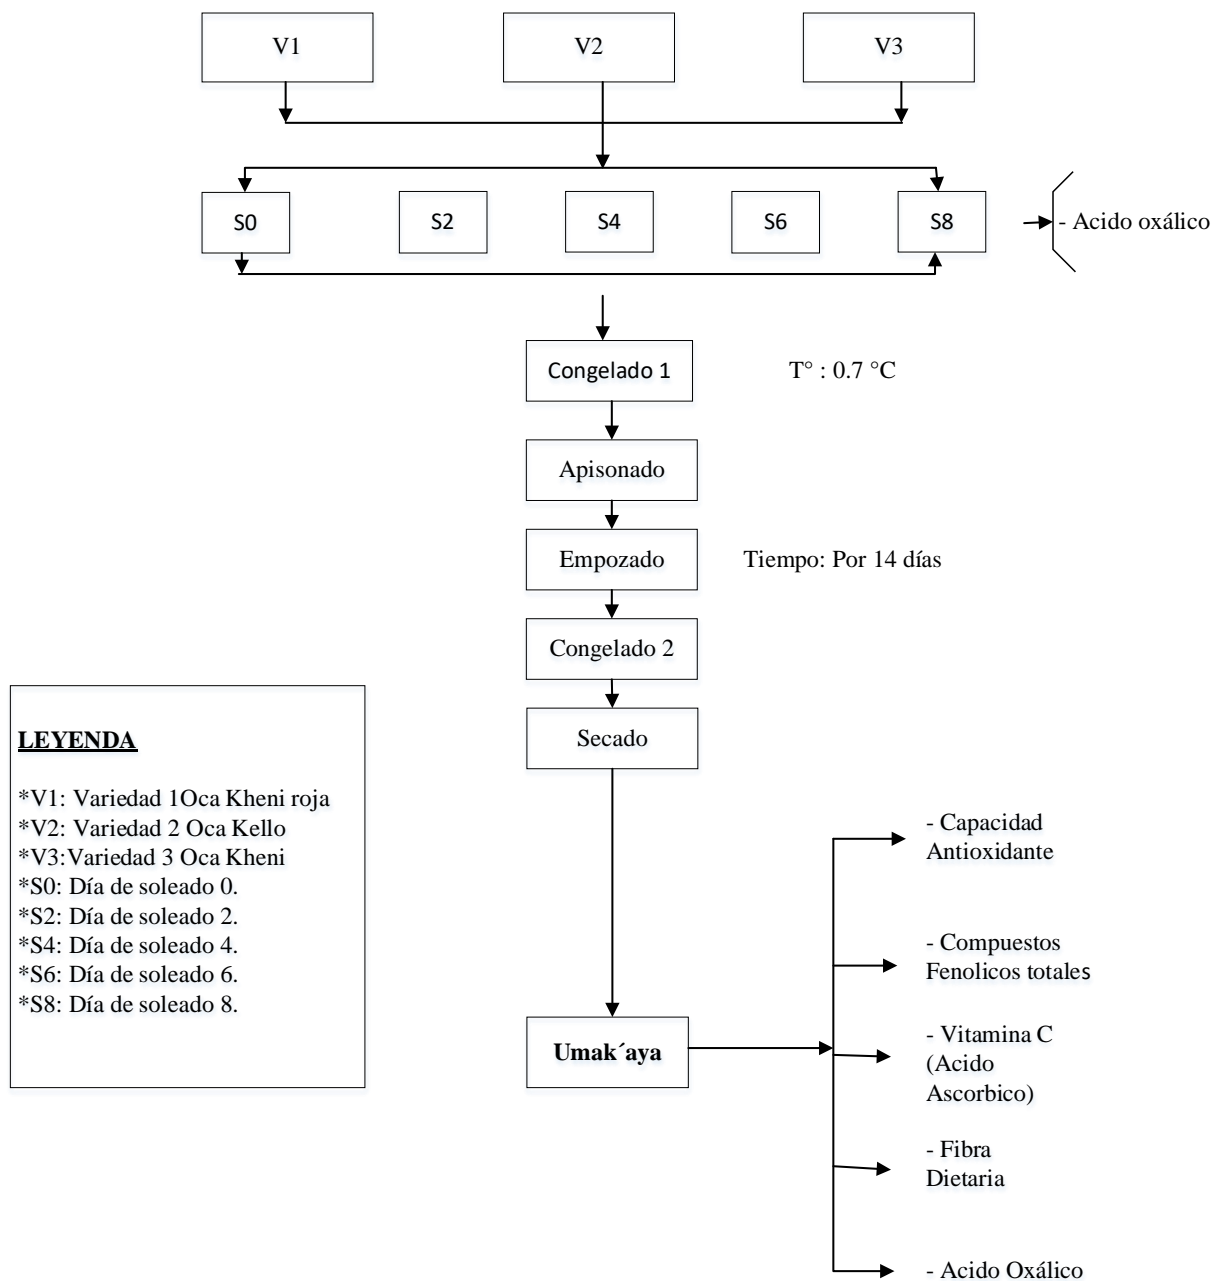 V1
V2
V3
S0
S2
S4
S6
S8
- Acido oxálico
Congelado 1
T° : 0.7 °C
Apisonado
Empozado
Tiempo: Por 14 días
Congelado 2
Secado
LEYENDA
*V1: Variedad 1Oca Kheni roja
*V2: Variedad 2 Oca Kello
*V3:Variedad 3 Oca Kheni
*S0: Día de soleado 0.
*S2: Día de soleado 2.
*S4: Día de soleado 4.
*S6: Día de soleado 6.
*S8: Día de soleado 8.
Umak´aya
- Capacidad
Antioxidante
- Compuestos
Fenolicos totales
- Vitamina C
(Acido
Ascorbico)
- Fibra
Dietaria
- Acido Oxálico